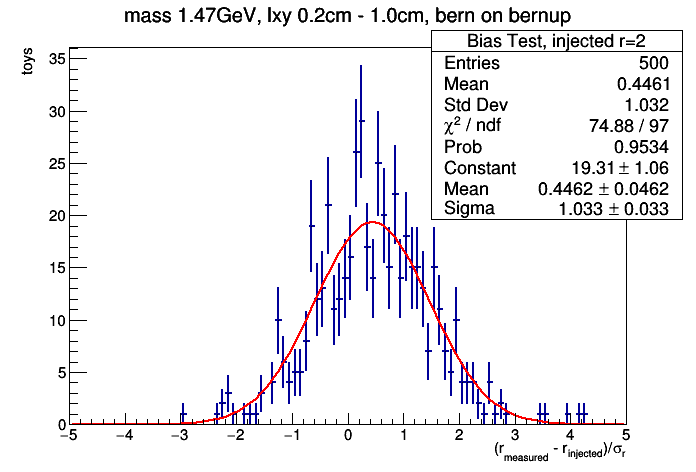 mass 1.47GeV, lxy 0.2cm - 1.0cm, bern on bernup
Bias Test, injected r=2
Entries 500
Mean 0.4461
Std Dev 1.032
χ² / ndf 74.88 / 97
Prob 0.9534
Constant 19.31 ± 1.06
Mean 0.4462 ± 0.0462
Sigma 1.033 ± 0.033
toys
35
30
25
20
15
10
5
0
−5 −4 −3 −2 −1 0 1 2 3 4 5
(r_measured - r_injected)/σ_r